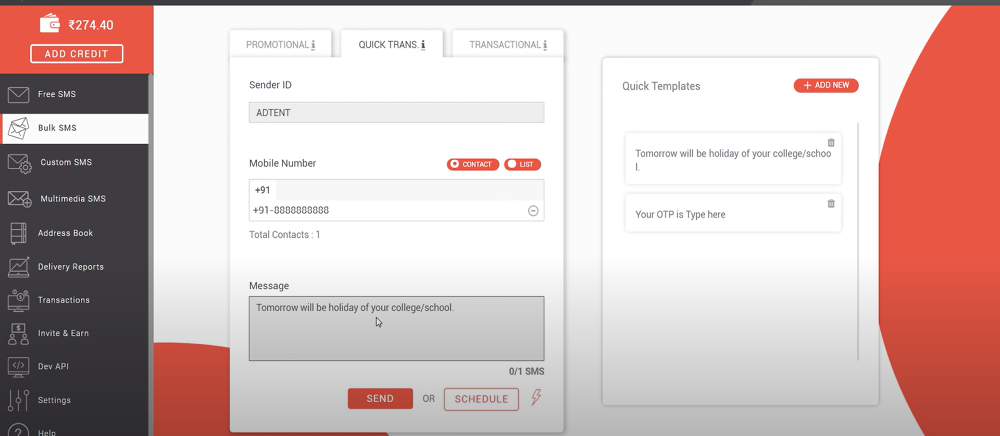 ₹274.40
ADD CREDIT
Free SMS
Bulk SMS
Custom SMS
Multimedia SMS
Address Book
Delivery Reports
Transactions
Invite & Earn
Dev API
Settings
Help
PROMOTIONAL
QUICK TRANS.
TRANSACTIONAL
Sender ID
ADTENT
Mobile Number
CONTACT
LIST
+91
+91-8888888888
Total Contacts : 1
Message
Tomorrow will be holiday of your college/school.
0/1 SMS
SEND
OR
SCHEDULE
Quick Templates
+ ADD NEW
Tomorrow will be holiday of your college/schoo
l.
Your OTP is Type here